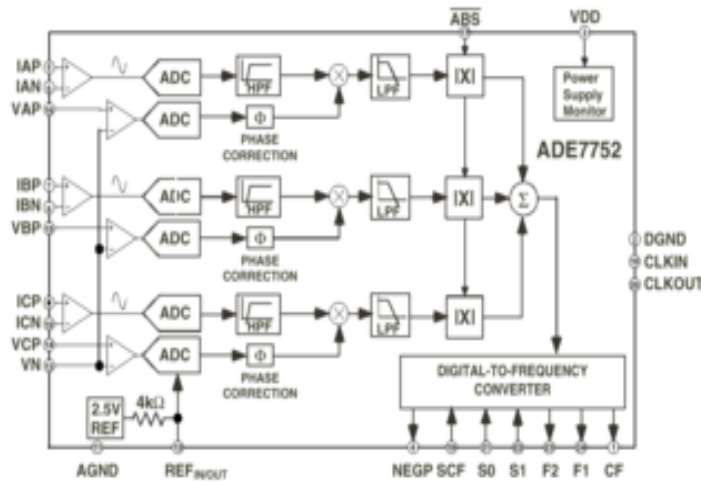 ABS
VDD
IAP
IAN
VAP
ADC
HPF
LPF
|X|
Power
Supply
Monitor
ADC
Φ
PHASE
CORRECTION
ADE7752
IBP
IBN
VBP
ADC
HPF
LPF
|X|
Σ
ADC
Φ
PHASE
CORRECTION
DGND
CLKIN
CLKOUT
ICP
ICN
VCP
VN
ADC
HPF
LPF
|X|
ADC
Φ
PHASE
CORRECTION
DIGITAL-TO-FREQUENCY
CONVERTER
2.5V
REF
4kΩ
AGND
REFIN/OUT
NEGP SCF S0 S1 F2 F1 CF